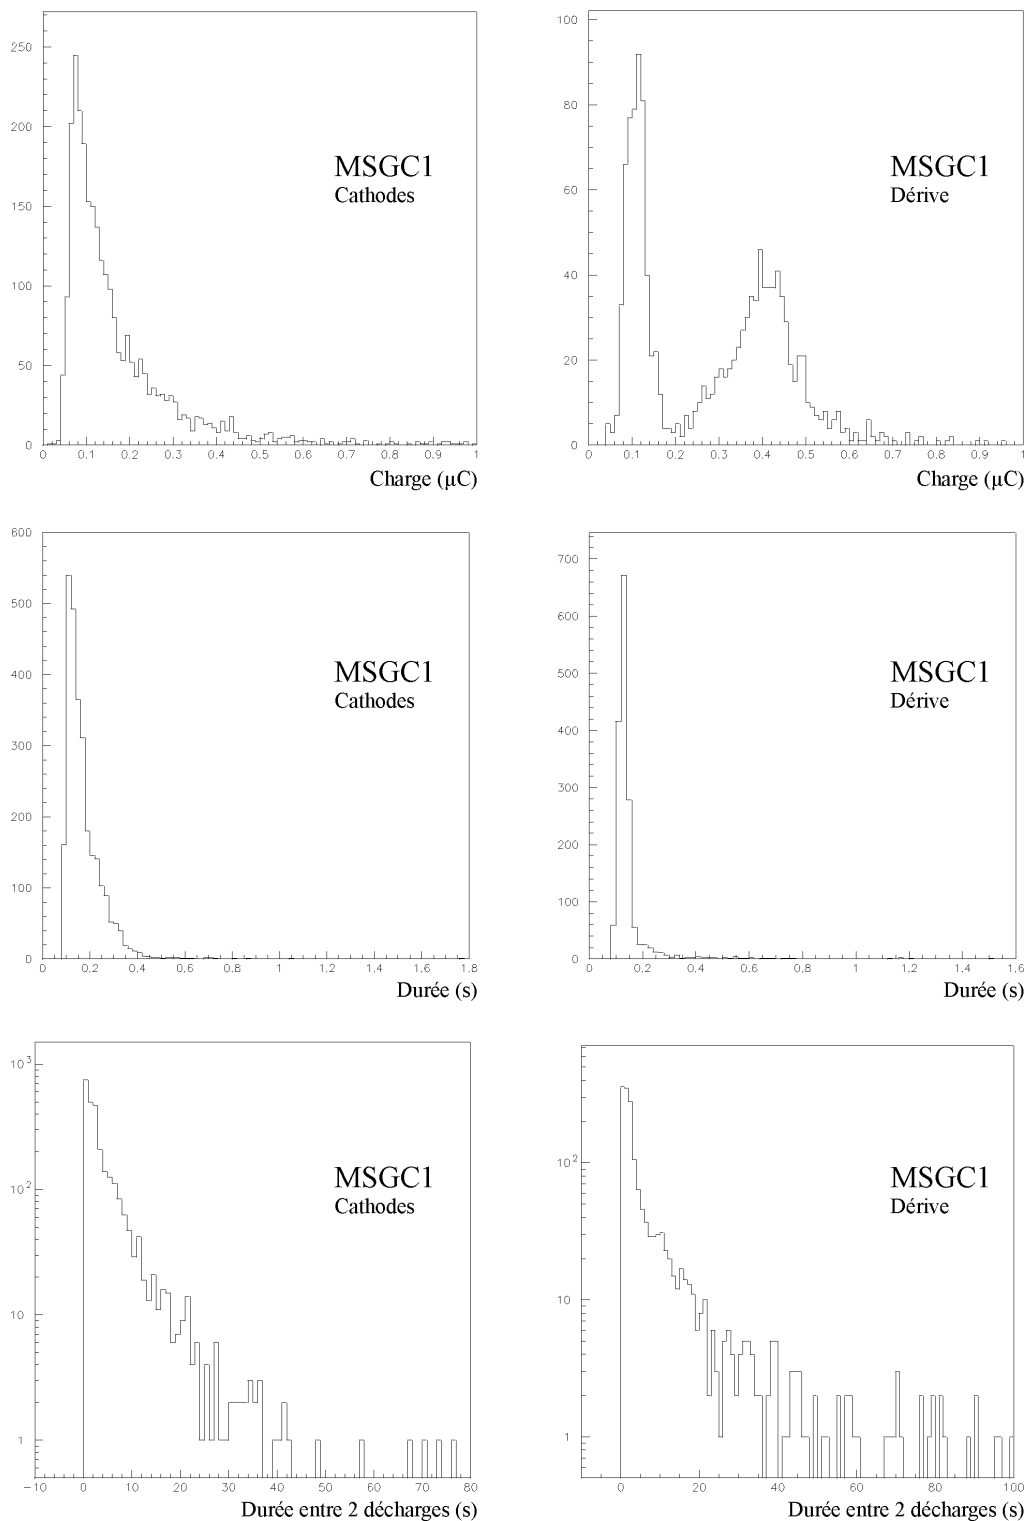 250
200
150
100
50
0
0 0.1 0.2 0.3 0.4 0.5 0.6 0.7 0.8 0.9 1
MSGC1
Cathodes
Charge (µC)
100
80
60
40
20
0
0 0.1 0.2 0.3 0.4 0.5 0.6 0.7 0.8 0.9 1
MSGC1
Dérive
Charge (µC)
600
500
400
300
200
100
0
0 0.2 0.4 0.6 0.8 1 1.2 1.4 1.6 1.8
MSGC1
Cathodes
Durée (s)
700
600
500
400
300
200
100
0
0 0.2 0.4 0.6 0.8 1 1.2 1.4 1.6
MSGC1
Dérive
Durée (s)
10³
10²
10
1
−10 0 10 20 30 40 50 60 70 80
MSGC1
Cathodes
Durée entre 2 décharges (s)
10²
10
1
0 20 40 60 80 100
MSGC1
Dérive
Durée entre 2 décharges (s)